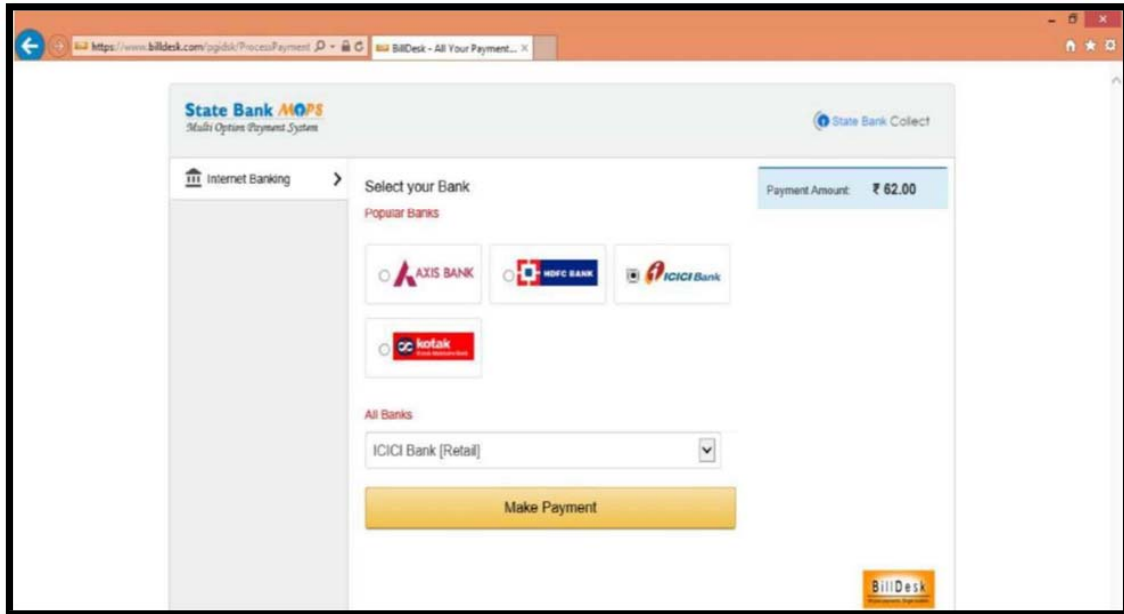 https://www.billdesk.com/pgidsk/ProcessPayment
BillDesk - All Your Payment...
State Bank MOPS
Multi Option Payment System
State Bank Collect
Internet Banking
Select your Bank
Popular Banks
Payment Amount: ₹ 62.00
AXIS BANK
HDFC BANK
ICICI Bank
kotak
All Banks
ICICI Bank [Retail]
Make Payment
BillDesk